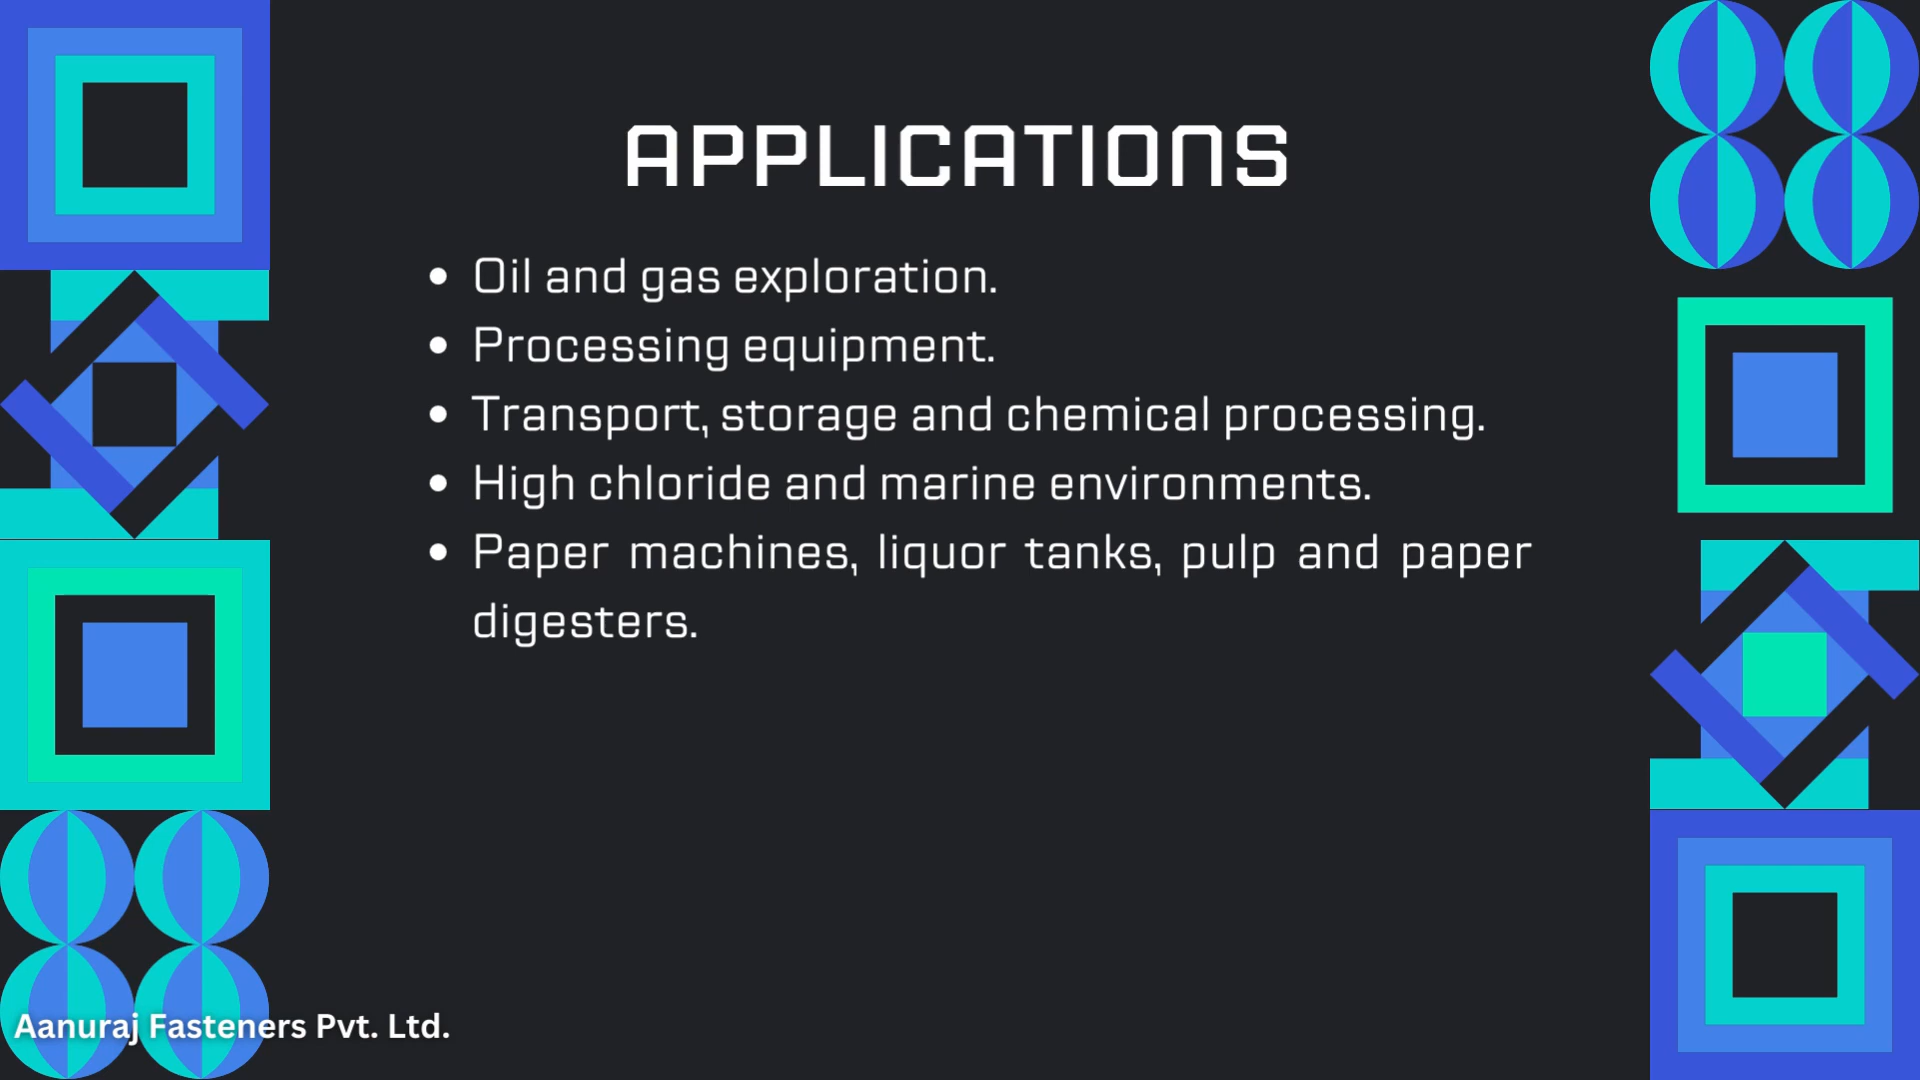 APPLICATIONS
• Oil and gas exploration.
• Processing equipment.
• Transport, storage and chemical processing.
• High chloride and marine environments.
• Paper machines, liquor tanks, pulp and paper
digesters.
Aanuraj Fasteners Pvt. Ltd.